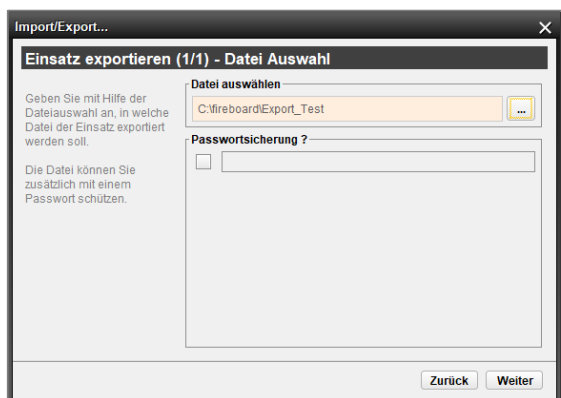 Import/Export...
Einsatz exportieren (1/1) - Datei Auswahl
Geben Sie mit Hilfe der
Dateiauswahl an, in welche
Datei der Einsatz exportiert
werden soll.
Die Datei können Sie
zusätzlich mit einem
Passwort schützen.
Datei auswählen
C:\fireboard\Export_Test
...
Passwortsicherung ?
Zurück
Weiter